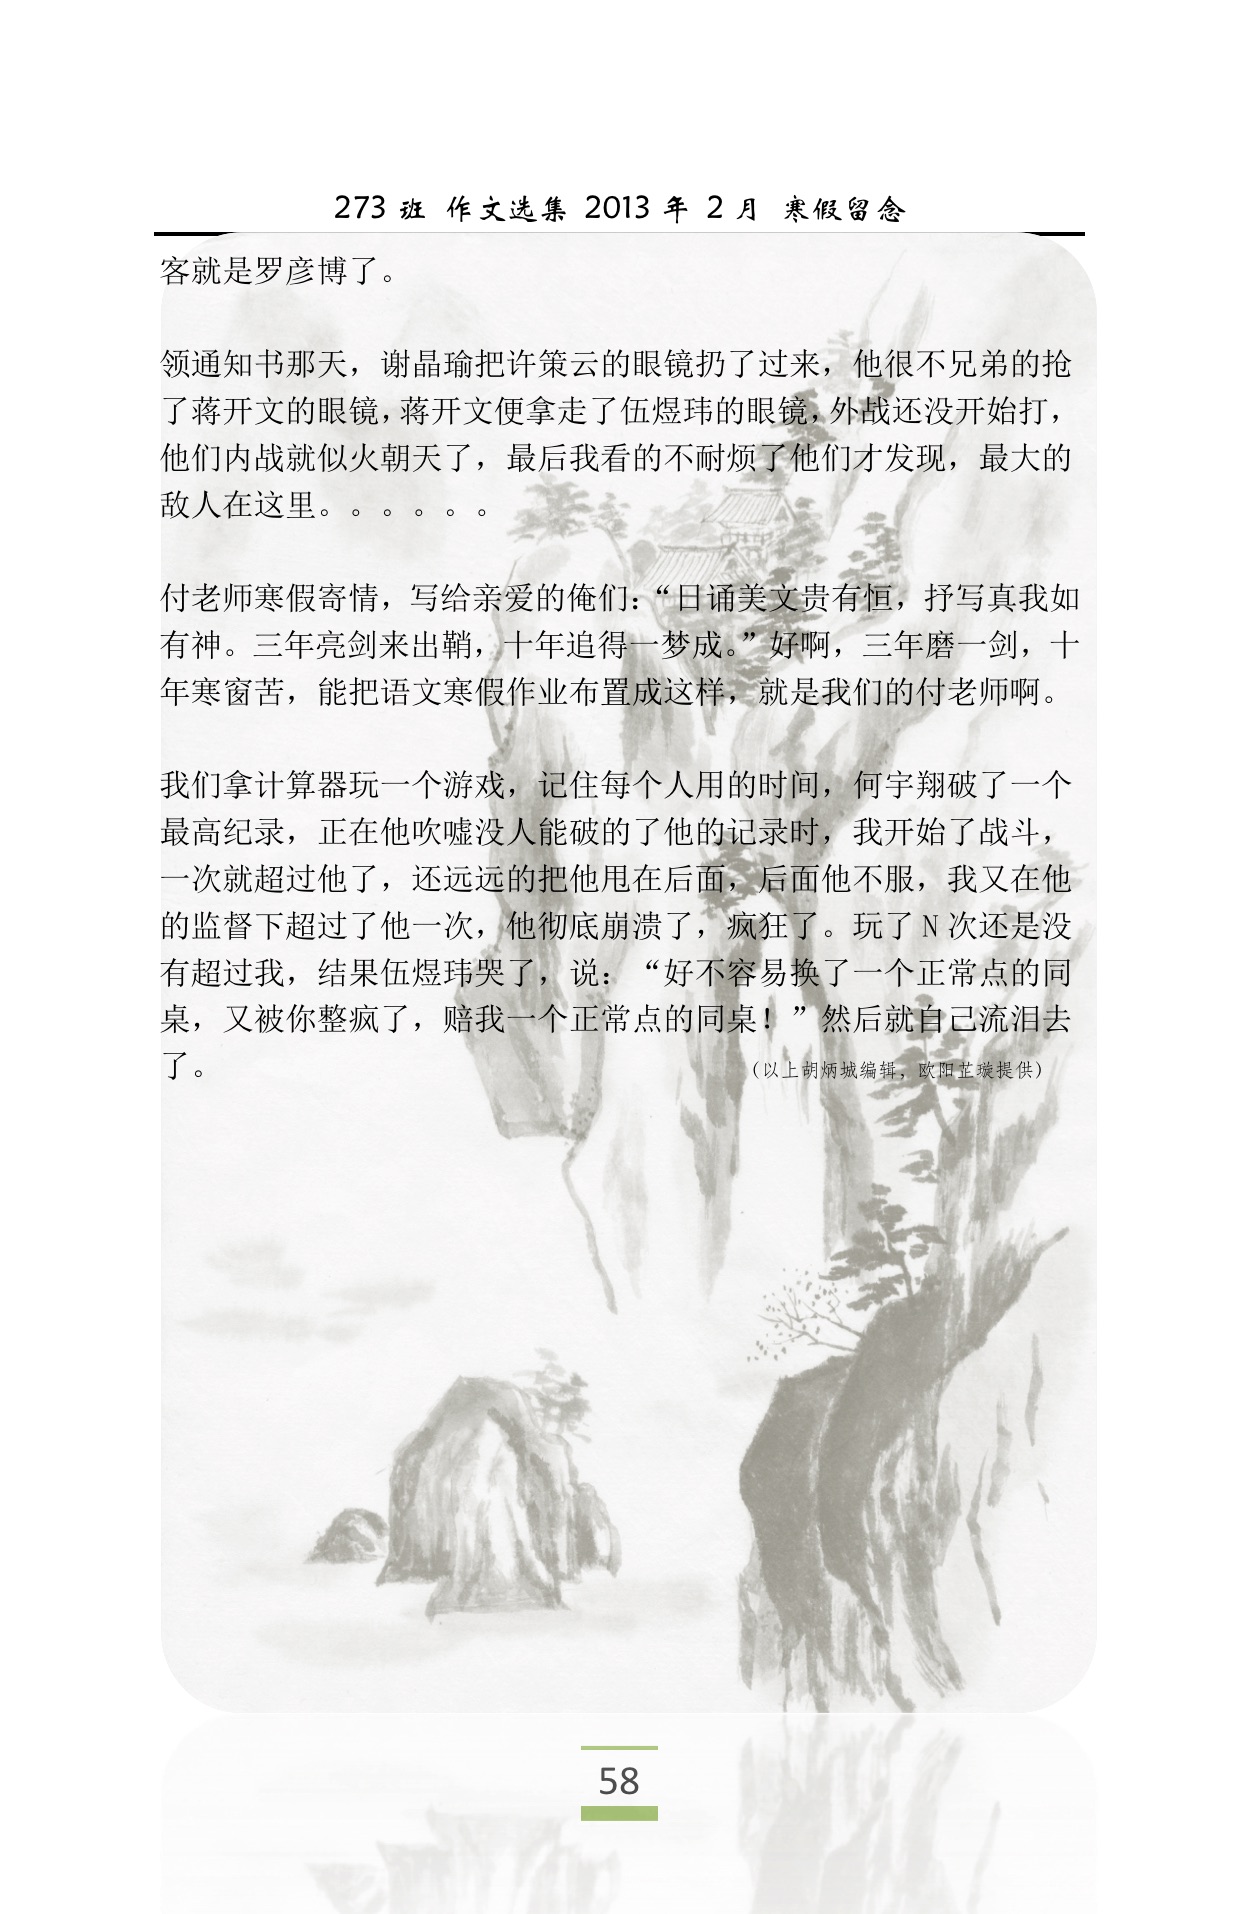 273 班 作文选集 2013 年 2 月 寒假留念
客就是罗彦博了。
领通知书那天，谢晶瑜把许策云的眼镜扔了过来，他很不兄弟的抢
了蒋开文的眼镜，蒋开文便拿走了伍煜玮的眼镜，外战还没开始打，
他们内战就似火朝天了，最后我看的不耐烦了他们才发现，最大的
敌人在这里。。。。。。
付老师寒假寄情，写给亲爱的俺们：“日诵美文贵有恒，抒写真我如
有神。三年亮剑来出鞘，十年追得一梦成。”好啊，三年磨一剑，十
年寒窗苦，能把语文寒假作业布置成这样，就是我们的付老师啊。
我们拿计算器玩一个游戏，记住每个人用的时间，何宇翔破了一个
最高纪录，正在他吹嘘没人能破的了他的记录时，我开始了战斗，
一次就超过他了，还远远的把他甩在后面，后面他不服，我又在他
的监督下超过了他一次，他彻底崩溃了，疯狂了。玩了 N 次还是没
有超过我，结果伍煜玮哭了，说：“好不容易换了一个正常点的同
桌，又被你整疯了，赔我一个正常点的同桌！”然后就自己流泪去
了。 （以上胡炳城编辑，欧阳芷璇提供）
58